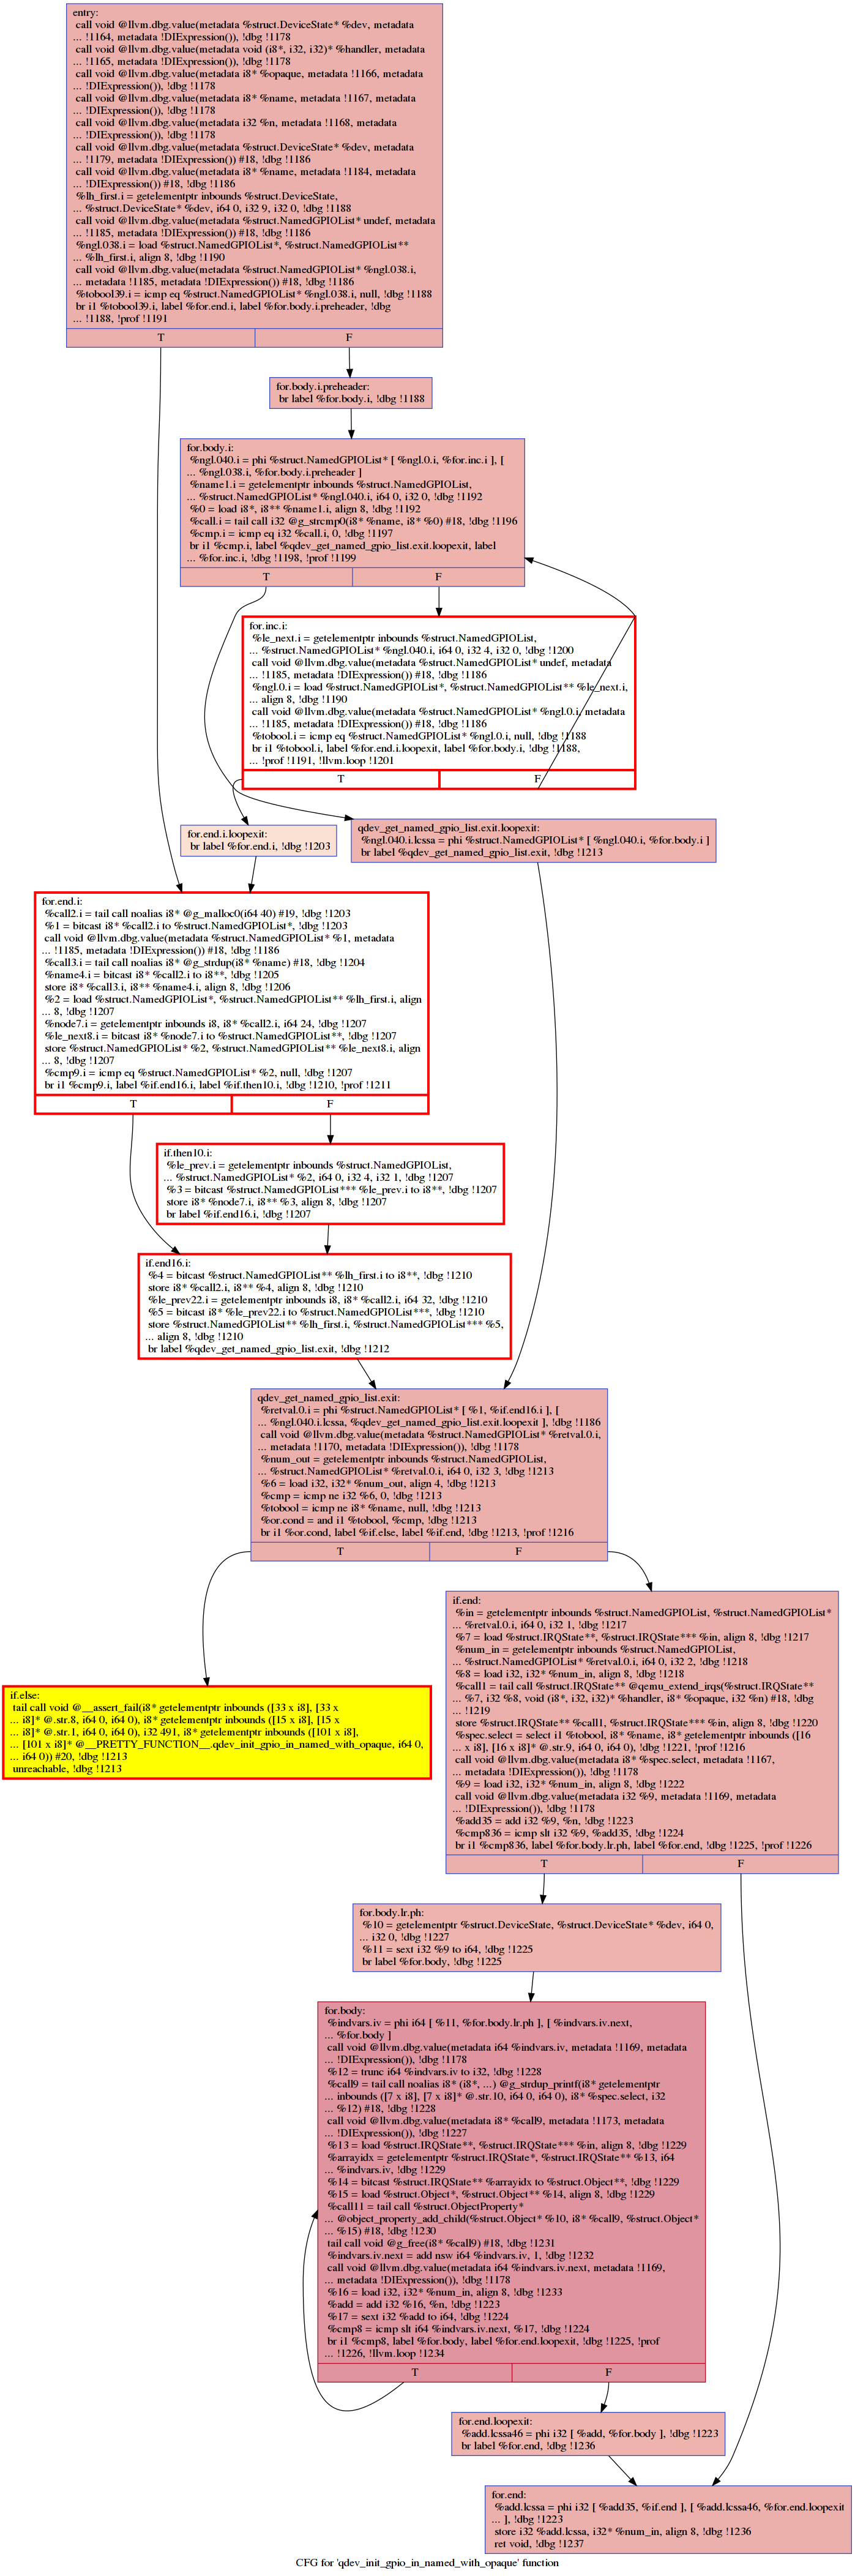 entry:
call void @llvm.dbg.value(metadata %struct.DeviceState* %dev, metadata
... !1164, metadata !DIExpression()), !dbg !1178
call void @llvm.dbg.value(metadata void (i8*, i32, i32)* %handler, metadata
... !1165, metadata !DIExpression()), !dbg !1178
call void @llvm.dbg.value(metadata i8* %opaque, metadata !1166, metadata
... !DIExpression()), !dbg !1178
call void @llvm.dbg.value(metadata i8* %name, metadata !1167, metadata
... !DIExpression()), !dbg !1178
call void @llvm.dbg.value(metadata i32 %n, metadata !1168, metadata
... !DIExpression()), !dbg !1178
call void @llvm.dbg.value(metadata %struct.DeviceState* %dev, metadata
... !1179, metadata !DIExpression()) #18, !dbg !1186
call void @llvm.dbg.value(metadata i8* %name, metadata !1184, metadata
... !DIExpression()) #18, !dbg !1186
%lh_first.i = getelementptr inbounds %struct.DeviceState,
... %struct.DeviceState* %dev, i64 0, i32 9, i32 0, !dbg !1188
call void @llvm.dbg.value(metadata %struct.NamedGPIOList* undef, metadata
... !1185, metadata !DIExpression()) #18, !dbg !1186
%ngl.038.i = load %struct.NamedGPIOList*, %struct.NamedGPIOList**
... %lh_first.i, align 8, !dbg !1190
call void @llvm.dbg.value(metadata %struct.NamedGPIOList* %ngl.038.i,
... metadata !1185, metadata !DIExpression()) #18, !dbg !1186
%tobool39.i = icmp eq %struct.NamedGPIOList* %ngl.038.i, null, !dbg !1188
br i1 %tobool39.i, label %for.end.i, label %for.body.i.preheader, !dbg
... !1188, !prof !1191
T F
for.body.i.preheader:
br label %for.body.i, !dbg !1188
for.body.i:
%ngl.040.i = phi %struct.NamedGPIOList* [ %ngl.0.i, %for.inc.i ], [
... %ngl.038.i, %for.body.i.preheader ]
%name1.i = getelementptr inbounds %struct.NamedGPIOList,
... %struct.NamedGPIOList* %ngl.040.i, i64 0, i32 0, !dbg !1192
%0 = load i8*, i8** %name1.i, align 8, !dbg !1192
%call.i = tail call i32 @g_strcmp0(i8* %name, i8* %0) #18, !dbg !1196
%cmp.i = icmp eq i32 %call.i, 0, !dbg !1197
br i1 %cmp.i, label %qdev_get_named_gpio_list.exit.loopexit, label
... %for.inc.i, !dbg !1198, !prof !1199
T F
for.inc.i:
%le_next.i = getelementptr inbounds %struct.NamedGPIOList,
... %struct.NamedGPIOList* %ngl.040.i, i64 0, i32 4, i32 0, !dbg !1200
call void @llvm.dbg.value(metadata %struct.NamedGPIOList* undef, metadata
... !1185, metadata !DIExpression()) #18, !dbg !1186
%ngl.0.i = load %struct.NamedGPIOList*, %struct.NamedGPIOList** %le_next.i,
... align 8, !dbg !1190
call void @llvm.dbg.value(metadata %struct.NamedGPIOList* %ngl.0.i, metadata
... !1185, metadata !DIExpression()) #18, !dbg !1186
%tobool.i = icmp eq %struct.NamedGPIOList* %ngl.0.i, null, !dbg !1188
br i1 %tobool.i, label %for.end.i.loopexit, label %for.body.i, !dbg !1188,
... !prof !1191, !llvm.loop !1201
T F
for.end.i.loopexit:
br label %for.end.i, !dbg !1203
qdev_get_named_gpio_list.exit.loopexit:
%ngl.040.i.lcssa = phi %struct.NamedGPIOList* [ %ngl.040.i, %for.body.i ]
br label %qdev_get_named_gpio_list.exit, !dbg !1213
for.end.i:
%call2.i = tail call noalias i8* @g_malloc0(i64 40) #19, !dbg !1203
%1 = bitcast i8* %call2.i to %struct.NamedGPIOList*, !dbg !1203
call void @llvm.dbg.value(metadata %struct.NamedGPIOList* %1, metadata
... !1185, metadata !DIExpression()) #18, !dbg !1186
%call3.i = tail call noalias i8* @g_strdup(i8* %name) #18, !dbg !1204
%name4.i = bitcast i8* %call2.i to i8**, !dbg !1205
store i8* %call3.i, i8** %name4.i, align 8, !dbg !1206
%2 = load %struct.NamedGPIOList*, %struct.NamedGPIOList** %lh_first.i, align
... 8, !dbg !1207
%node7.i = getelementptr inbounds i8, i8* %call2.i, i64 24, !dbg !1207
%le_next8.i = bitcast i8* %node7.i to %struct.NamedGPIOList**, !dbg !1207
store %struct.NamedGPIOList* %2, %struct.NamedGPIOList** %le_next8.i, align
... 8, !dbg !1207
%cmp9.i = icmp eq %struct.NamedGPIOList* %2, null, !dbg !1207
br i1 %cmp9.i, label %if.end16.i, label %if.then10.i, !dbg !1210, !prof !1211
T F
if.then10.i:
%le_prev.i = getelementptr inbounds %struct.NamedGPIOList,
... %struct.NamedGPIOList* %2, i64 0, i32 4, i32 1, !dbg !1207
%3 = bitcast %struct.NamedGPIOList*** %le_prev.i to i8**, !dbg !1207
store i8* %node7.i, i8** %3, align 8, !dbg !1207
br label %if.end16.i, !dbg !1207
if.end16.i:
%4 = bitcast %struct.NamedGPIOList** %lh_first.i to i8**, !dbg !1210
store i8* %call2.i, i8** %4, align 8, !dbg !1210
%le_prev22.i = getelementptr inbounds i8, i8* %call2.i, i64 32, !dbg !1210
%5 = bitcast i8* %le_prev22.i to %struct.NamedGPIOList***, !dbg !1210
store %struct.NamedGPIOList** %lh_first.i, %struct.NamedGPIOList*** %5,
... align 8, !dbg !1210
br label %qdev_get_named_gpio_list.exit, !dbg !1212
qdev_get_named_gpio_list.exit:
%retval.0.i = phi %struct.NamedGPIOList* [ %1, %if.end16.i ], [
... %ngl.040.i.lcssa, %qdev_get_named_gpio_list.exit.loopexit ], !dbg !1186
call void @llvm.dbg.value(metadata %struct.NamedGPIOList* %retval.0.i,
... metadata !1170, metadata !DIExpression()), !dbg !1178
%num_out = getelementptr inbounds %struct.NamedGPIOList,
... %struct.NamedGPIOList* %retval.0.i, i64 0, i32 3, !dbg !1213
%6 = load i32, i32* %num_out, align 4, !dbg !1213
%cmp = icmp ne i32 %6, 0, !dbg !1213
%tobool = icmp ne i8* %name, null, !dbg !1213
%or.cond = and i1 %tobool, %cmp, !dbg !1213
br i1 %or.cond, label %if.else, label %if.end, !dbg !1213, !prof !1216
T F
if.else:
tail call void @__assert_fail(i8* getelementptr inbounds ([33 x i8], [33 x
... i8]* @.str.8, i64 0, i64 0), i8* getelementptr inbounds ([15 x i8], [15 x
... i8]* @.str.1, i64 0, i64 0), i32 491, i8* getelementptr inbounds ([101 x i8],
... [101 x i8]* @__PRETTY_FUNCTION__.qdev_init_gpio_in_named_with_opaque, i64 0,
... i64 0)) #20, !dbg !1213
unreachable, !dbg !1213
if.end:
%in = getelementptr inbounds %struct.NamedGPIOList, %struct.NamedGPIOList*
... %retval.0.i, i64 0, i32 1, !dbg !1217
%7 = load %struct.IRQState**, %struct.IRQState*** %in, align 8, !dbg !1217
%num_in = getelementptr inbounds %struct.NamedGPIOList,
... %struct.NamedGPIOList* %retval.0.i, i64 0, i32 2, !dbg !1218
%8 = load i32, i32* %num_in, align 8, !dbg !1218
%call1 = tail call %struct.IRQState** @qemu_extend_irqs(%struct.IRQState**
... %7, i32 %8, void (i8*, i32, i32)* %handler, i8* %opaque, i32 %n) #18, !dbg
... !1219
store %struct.IRQState** %call1, %struct.IRQState*** %in, align 8, !dbg !1220
%spec.select = select i1 %tobool, i8* %name, i8* getelementptr inbounds ([16
... x i8], [16 x i8]* @.str.9, i64 0, i64 0), !dbg !1221, !prof !1216
call void @llvm.dbg.value(metadata i8* %spec.select, metadata !1167,
... metadata !DIExpression()), !dbg !1178
%9 = load i32, i32* %num_in, align 8, !dbg !1222
call void @llvm.dbg.value(metadata i32 %9, metadata !1169, metadata
... !DIExpression()), !dbg !1178
%add35 = add i32 %9, %n, !dbg !1223
%cmp836 = icmp slt i32 %9, %add35, !dbg !1224
br i1 %cmp836, label %for.body.lr.ph, label %for.end, !dbg !1225, !prof !1226
T F
for.body.lr.ph:
%10 = getelementptr %struct.DeviceState, %struct.DeviceState* %dev, i64 0,
... i32 0, !dbg !1227
%11 = sext i32 %9 to i64, !dbg !1225
br label %for.body, !dbg !1225
for.body:
%indvars.iv = phi i64 [ %11, %for.body.lr.ph ], [ %indvars.iv.next,
... %for.body ]
call void @llvm.dbg.value(metadata i64 %indvars.iv, metadata !1169, metadata
... !DIExpression()), !dbg !1178
%12 = trunc i64 %indvars.iv to i32, !dbg !1228
%call9 = tail call noalias i8* (i8*, ...) @g_strdup_printf(i8* getelementptr
... inbounds ([7 x i8], [7 x i8]* @.str.10, i64 0, i64 0), i8* %spec.select, i32
... %12) #18, !dbg !1228
call void @llvm.dbg.value(metadata i8* %call9, metadata !1173, metadata
... !DIExpression()), !dbg !1227
%13 = load %struct.IRQState**, %struct.IRQState*** %in, align 8, !dbg !1229
%arrayidx = getelementptr %struct.IRQState*, %struct.IRQState** %13, i64
... %indvars.iv, !dbg !1229
%14 = bitcast %struct.IRQState** %arrayidx to %struct.Object**, !dbg !1229
%15 = load %struct.Object*, %struct.Object** %14, align 8, !dbg !1229
%call11 = tail call %struct.ObjectProperty*
... @object_property_add_child(%struct.Object* %10, i8* %call9, %struct.Object*
... %15) #18, !dbg !1230
tail call void @g_free(i8* %call9) #18, !dbg !1231
%indvars.iv.next = add nsw i64 %indvars.iv, 1, !dbg !1232
call void @llvm.dbg.value(metadata i64 %indvars.iv.next, metadata !1169,
... metadata !DIExpression()), !dbg !1178
%16 = load i32, i32* %num_in, align 8, !dbg !1233
%add = add i32 %16, %n, !dbg !1223
%17 = sext i32 %add to i64, !dbg !1224
%cmp8 = icmp slt i64 %indvars.iv.next, %17, !dbg !1224
br i1 %cmp8, label %for.body, label %for.end.loopexit, !dbg !1225, !prof
... !1226, !llvm.loop !1234
T F
for.end.loopexit:
%add.lcssa46 = phi i32 [ %add, %for.body ], !dbg !1223
br label %for.end, !dbg !1236
for.end:
%add.lcssa = phi i32 [ %add35, %if.end ], [ %add.lcssa46, %for.end.loopexit
... ], !dbg !1223
store i32 %add.lcssa, i32* %num_in, align 8, !dbg !1236
ret void, !dbg !1237
CFG for 'qdev_init_gpio_in_named_with_opaque' function